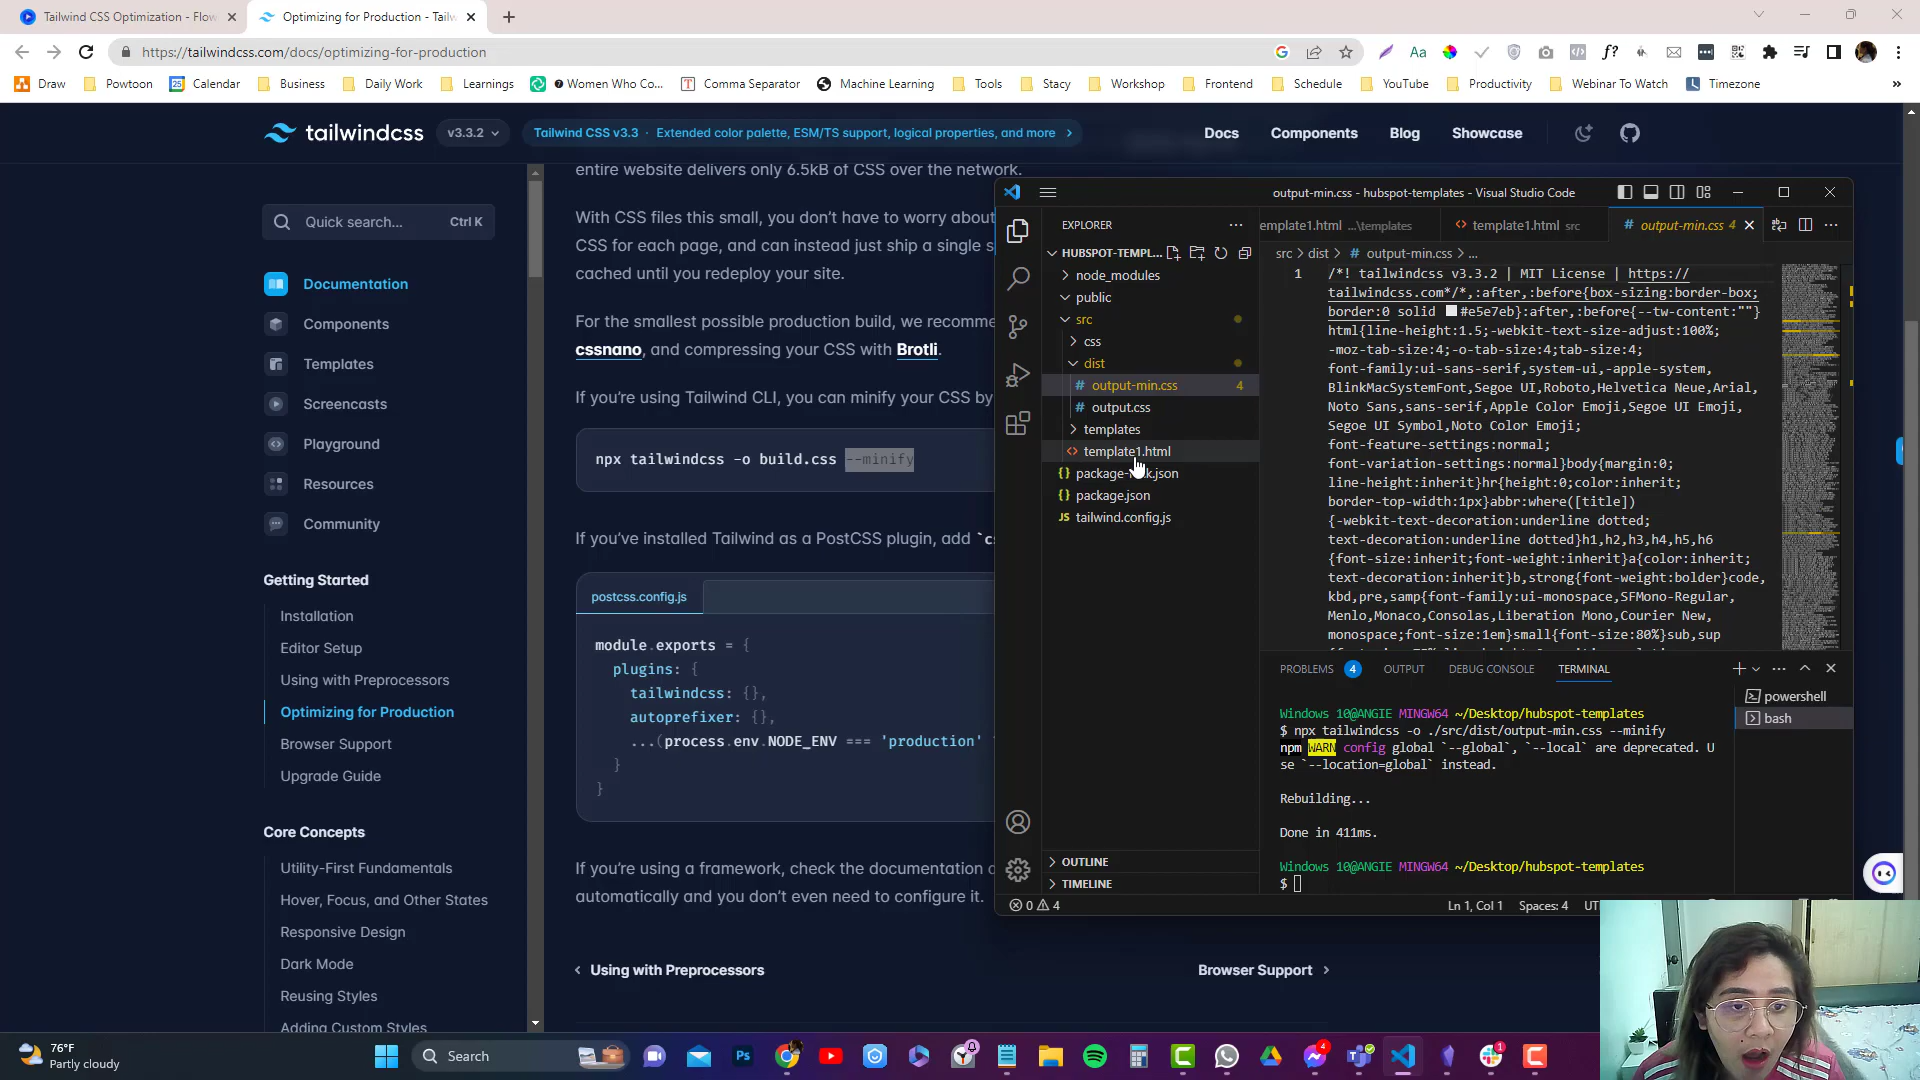 Tailwind CSS Optimization - Flow
Optimizing for Production - Tailw
https://tailwindcss.com/docs/optimizing-for-production
Draw
Powtoon
Calendar
Business
Daily Work
Learnings
? Women Who Co...
Comma Separator
Machine Learning
Tools
Stacy
Workshop
Frontend
Schedule
YouTube
Productivity
Webinar To Watch
Timezone
»
tailwindcss
v3.3.2
Tailwind CSS v3.3 · Extended color palette, ESM/TS support, logical properties, and more
Docs
Components
Blog
Showcase
Quick search...
Ctrl K
Documentation
Components
Templates
Screencasts
Playground
Resources
Community
Getting Started
Installation
Editor Setup
Using with Preprocessors
Optimizing for Production
Browser Support
Upgrade Guide
Core Concepts
Utility-First Fundamentals
Hover, Focus, and Other States
Responsive Design
Dark Mode
Reusing Styles
Adding Custom Styles
entire website delivers only 6.5kB of CSS over the network.
With CSS files this small, you don't have to worry about
CSS for each page, and can instead just ship a single s
cached until you redeploy your site.
For the smallest possible production build, we recomme
cssnano, and compressing your CSS with Brotli.
If you're using Tailwind CLI, you can minify your CSS by
npx tailwindcss -o build.css --minify
If you've installed Tailwind as a PostCSS plugin, add `cs
postcss.config.js
module.exports = {
plugins: {
tailwindcss: {},
autoprefixer: {},
...(process.env.NODE_ENV === 'production'
}
}
If you're using a framework, check the documentation o
automatically and you don't even need to configure it.
Using with Preprocessors
Browser Support
output-min.css - hubspot-templates - Visual Studio Code
EXPLORER
HUBSPOT-TEMPL...
node_modules
public
src
css
dist
output-min.css
4
output.css
templates
template1.html
package-
k.json
package.json
tailwind.config.js
OUTLINE
TIMELINE
emplate1.html ...\templates
template1.html src
output-min.css 4
src > dist > # output-min.css > ...
1
/*! tailwindcss v3.3.2 | MIT License | https://
tailwindcss.com*/*,:after,:before{box-sizing:border-box;
border:0 solid #e5e7eb}:after,:before{--tw-content:""}
html{line-height:1.5;-webkit-text-size-adjust:100%;
-moz-tab-size:4;-o-tab-size:4;tab-size:4;
font-family:ui-sans-serif,system-ui,-apple-system,
BlinkMacSystemFont,Segoe UI,Roboto,Helvetica Neue,Arial,
Noto Sans,sans-serif,Apple Color Emoji,Segoe UI Emoji,
Segoe UI Symbol,Noto Color Emoji;
font-feature-settings:normal;
font-variation-settings:normal}body{margin:0;
line-height:inherit}hr{height:0;color:inherit;
border-top-width:1px}abbr:where([title])
{-webkit-text-decoration:underline dotted;
text-decoration:underline dotted}h1,h2,h3,h4,h5,h6
{font-size:inherit;font-weight:inherit}a{color:inherit;
text-decoration:inherit}b,strong{font-weight:bolder}code,
kbd,pre,samp{font-family:ui-monospace,SFMono-Regular,
Menlo,Monaco,Consolas,Liberation Mono,Courier New,
monospace;font-size:1em}small{font-size:80%}sub,sup
PROBLEMS 4
OUTPUT
DEBUG CONSOLE
TERMINAL
powershell
bash
Windows 10@ANGIE MINGW64 ~/Desktop/hubspot-templates
$ npx tailwindcss -o ./src/dist/output-min.css --minify
npm WARN config global `--global`, `--local` are deprecated. U
se `--location=global` instead.
Rebuilding...
Done in 411ms.
Windows 10@ANGIE MINGW64 ~/Desktop/hubspot-templates
$
0 4
Ln 1, Col 1
Spaces: 4
UT
76°F
Partly cloudy
Search